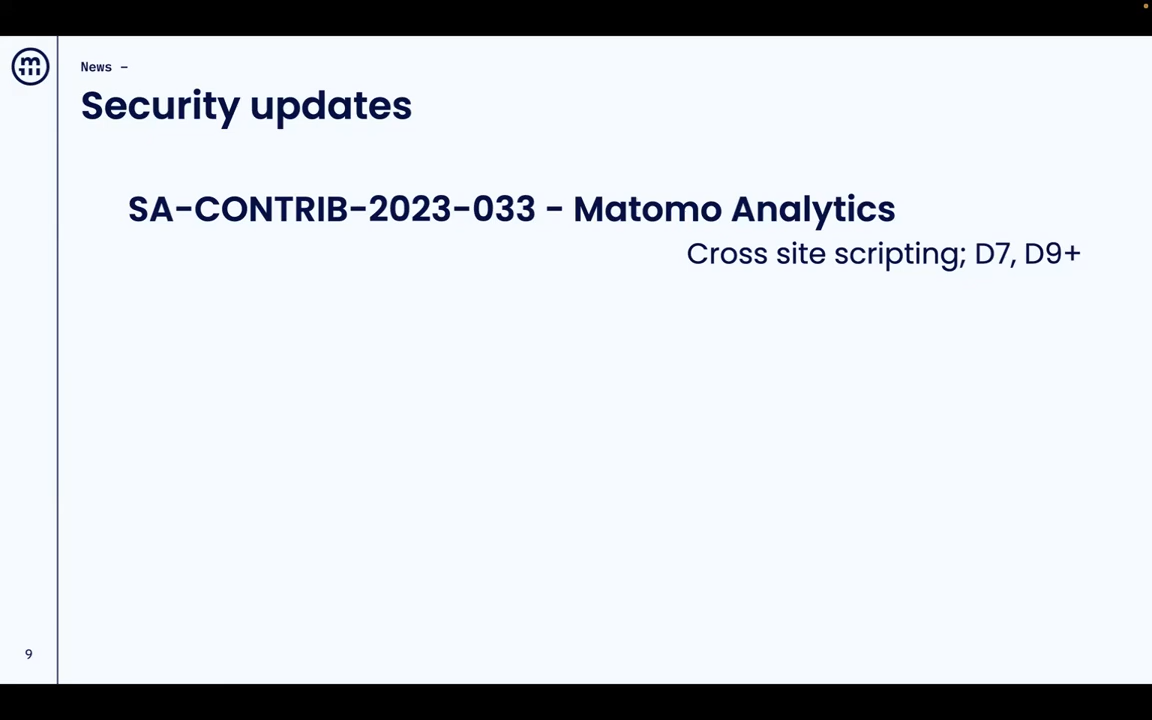 News –
Security updates
SA-CONTRIB-2023-033 - Matomo Analytics
Cross site scripting; D7, D9+
9